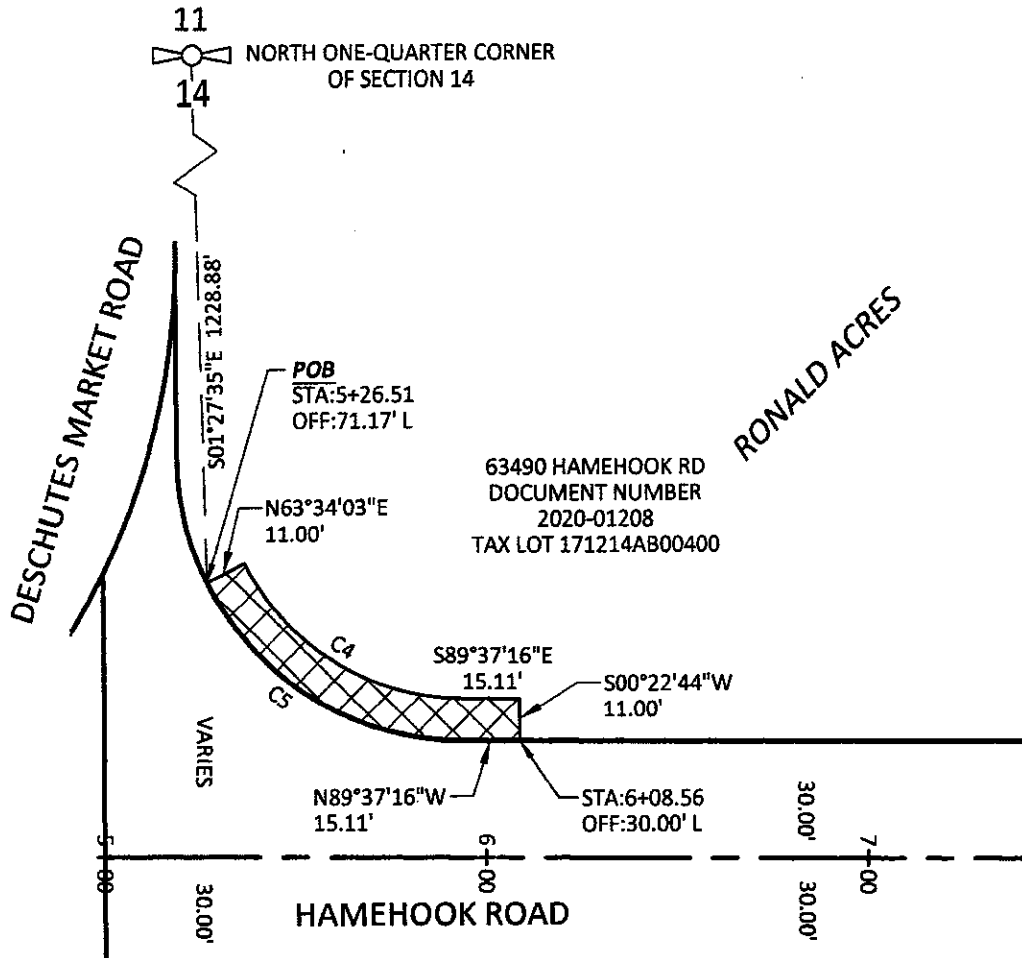 11
NORTH ONE-QUARTER CORNER
OF SECTION 14
14
DESCHUTES MARKET ROAD
S01°27'35"E 1228.88'
POB
STA:5+26.51
OFF:71.17' L
RONALD ACRES
N63°34'03"E
11.00'
63490 HAMEHOOK RD
DOCUMENT NUMBER
2020-01208
TAX LOT 171214AB00400
C4
C5
S89°37'16"E
15.11'
S00°22'44"W
11.00'
VARIES
N89°37'16"W
15.11'
STA:6+08.56
OFF:30.00' L
30.00'
5
00
6
00
7
00
30.00'
30.00'
HAMEHOOK ROAD